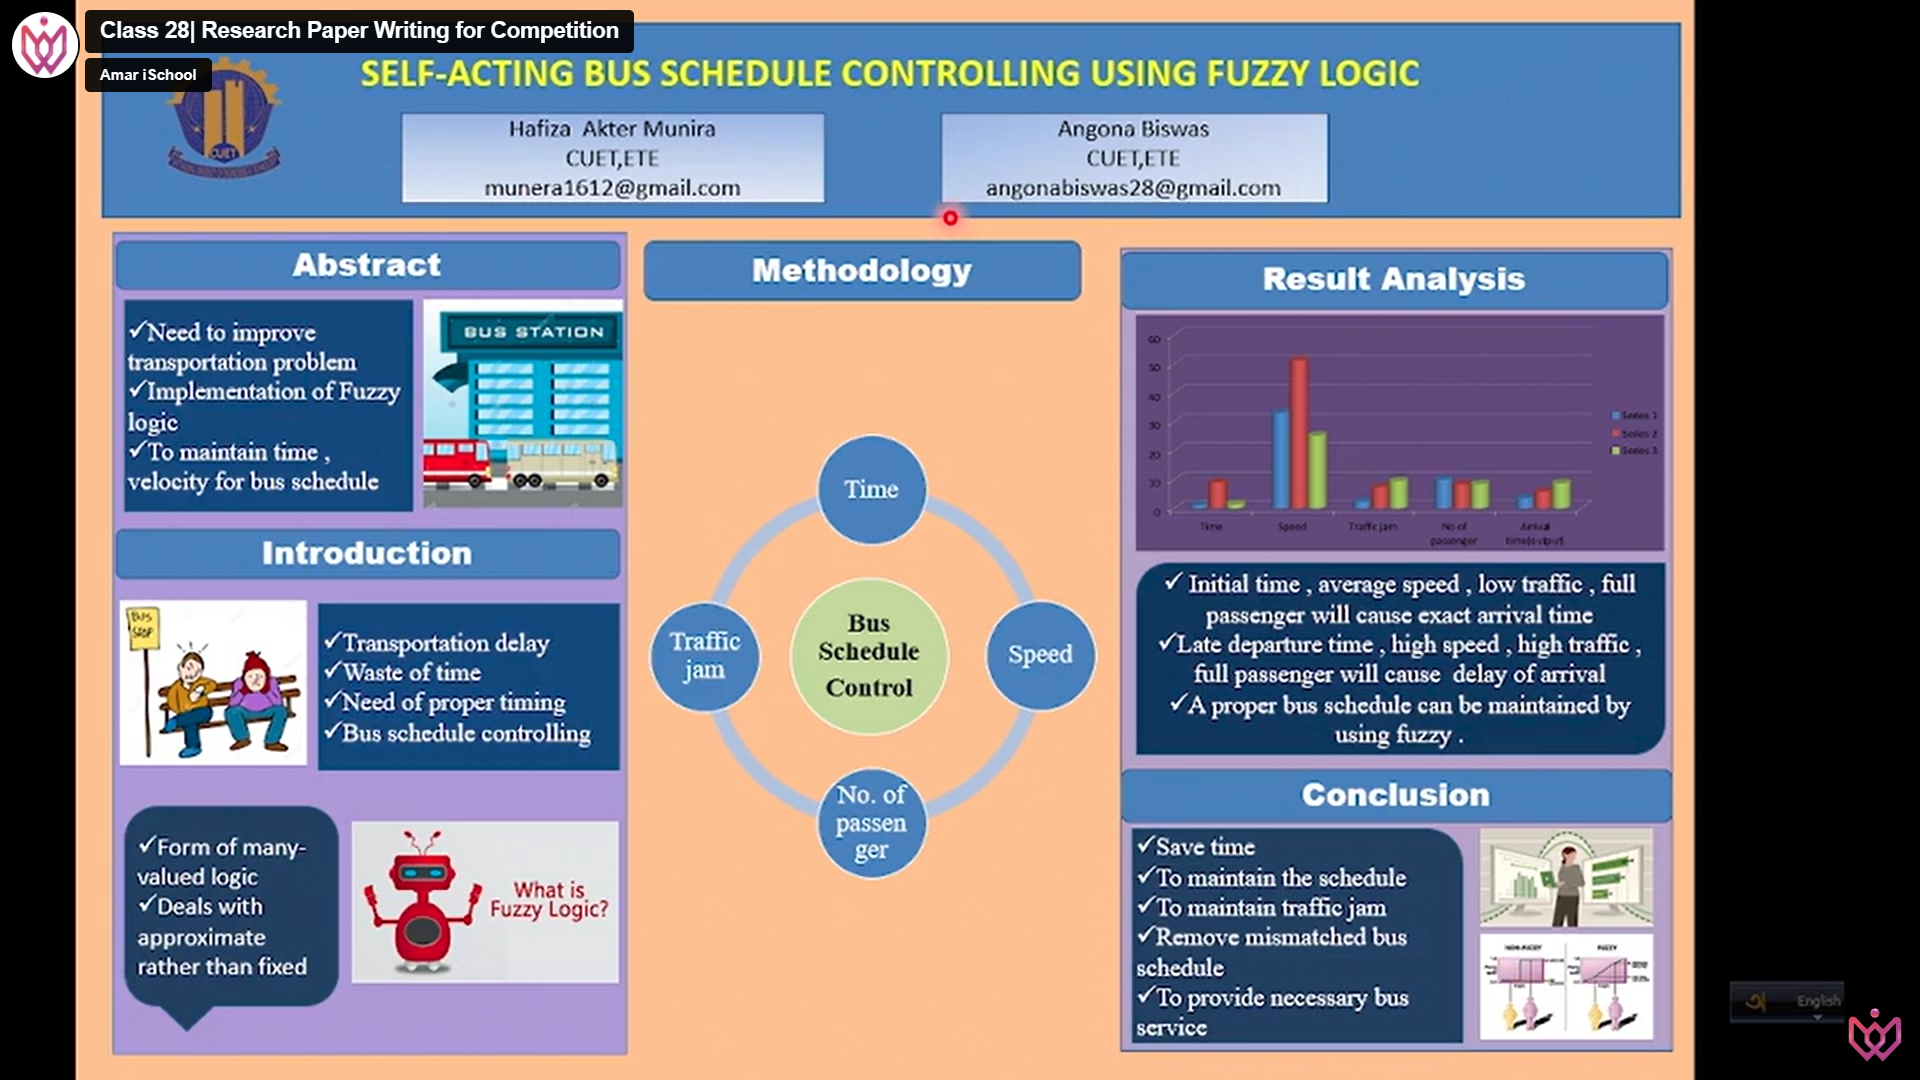 Class 28| Research Paper Writing for Competition
Amar iSchool
SELF-ACTING BUS SCHEDULE CONTROLLING USING FUZZY LOGIC
CUET
Hafiza Akter Munira
CUET,ETE
munera1612@gmail.com
Angona Biswas
CUET,ETE
angonabiswas28@gmail.com
Abstract
✓Need to improve
transportation problem
✓Implementation of Fuzzy
logic
✓To maintain time ,
velocity for bus schedule
BUS STATION
Introduction
BUS
STOP
✓Transportation delay
✓Waste of time
✓Need of proper timing
✓Bus schedule controlling
✓Form of many-
valued logic
✓Deals with
approximate
rather than fixed
What is
Fuzzy Logic?
Methodology
Time
Traffic
jam
Bus
Schedule
Control
Speed
No. of
passen
ger
Result Analysis
60
50
40
30
20
10
0
Time
Speed
Traffic jam
No of
passenger
Arrival
time(output)
Series 1
Series 2
Series 3
✓ Initial time , average speed , low traffic , full
passenger will cause exact arrival time
✓Late departure time , high speed , high traffic ,
full passenger will cause delay of arrival
✓A proper bus schedule can be maintained by
using fuzzy .
Conclusion
✓Save time
✓To maintain the schedule
✓To maintain traffic jam
✓Remove mismatched bus
schedule
✓To provide necessary bus
service
NON-FUZZY
FUZZY
অ English